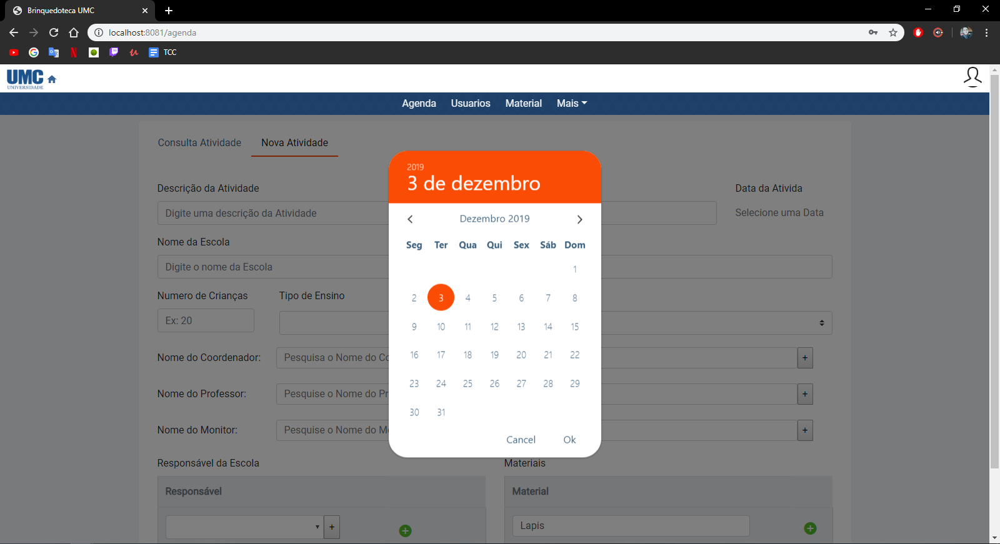 Brinquedoteca UMC
localhost:8081/agenda
TCC
UMC
UNIVERSIDADE
Agenda Usuarios Material Mais
Consulta Atividade Nova Atividade
2019
3 de dezembro
Descrição da Atividade Data da Ativida
Digite uma descrição da Atividade Selecione uma Data
Dezembro 2019
Nome da Escola
Seg Ter Qua Qui Sex Sáb Dom
Digite o nome da Escola
1
Numero de Crianças Tipo de Ensino
2 3 4 5 6 7 8
Ex: 20
9 10 11 12 13 14 15
Nome do Coordenador: Pesquisa o Nome do Co +
16 17 18 19 20 21 22
23 24 25 26 27 28 29
Nome do Professor: Pesquise o Nome do Pr +
30 31
Nome do Monitor: Pesquise o Nome do Mo +
Cancel Ok
Responsável da Escola Materiais
Responsável Material
+ Lapis